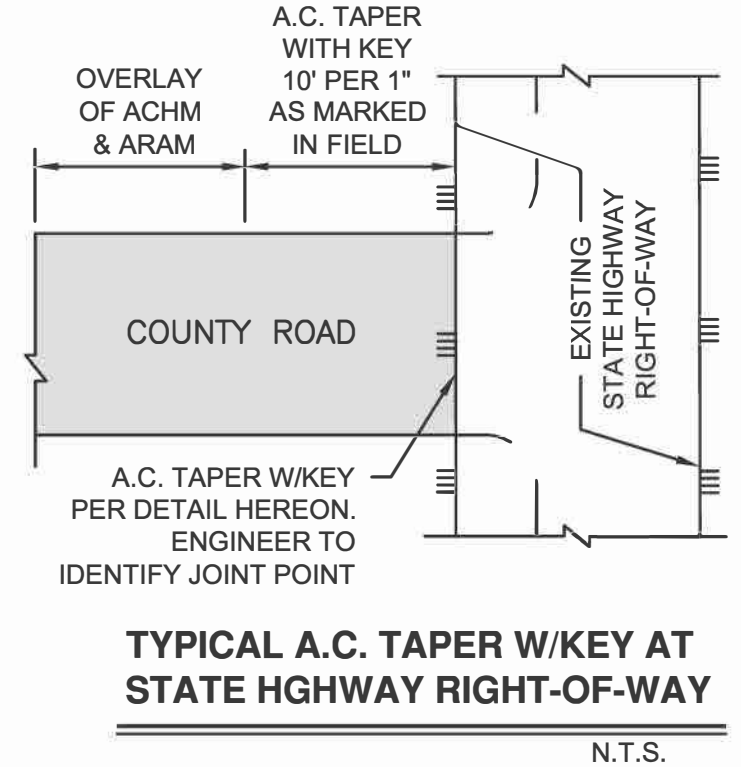 A.C. TAPER
WITH KEY
10' PER 1"
AS MARKED
IN FIELD
OVERLAY
OF ACHM
& ARAM
COUNTY ROAD
EXISTING
STATE HIGHWAY
RIGHT-OF-WAY
A.C. TAPER W/KEY
PER DETAIL HEREON.
ENGINEER TO
IDENTIFY JOINT POINT
TYPICAL A.C. TAPER W/KEY AT
STATE HGHWAY RIGHT-OF-WAY
N.T.S.